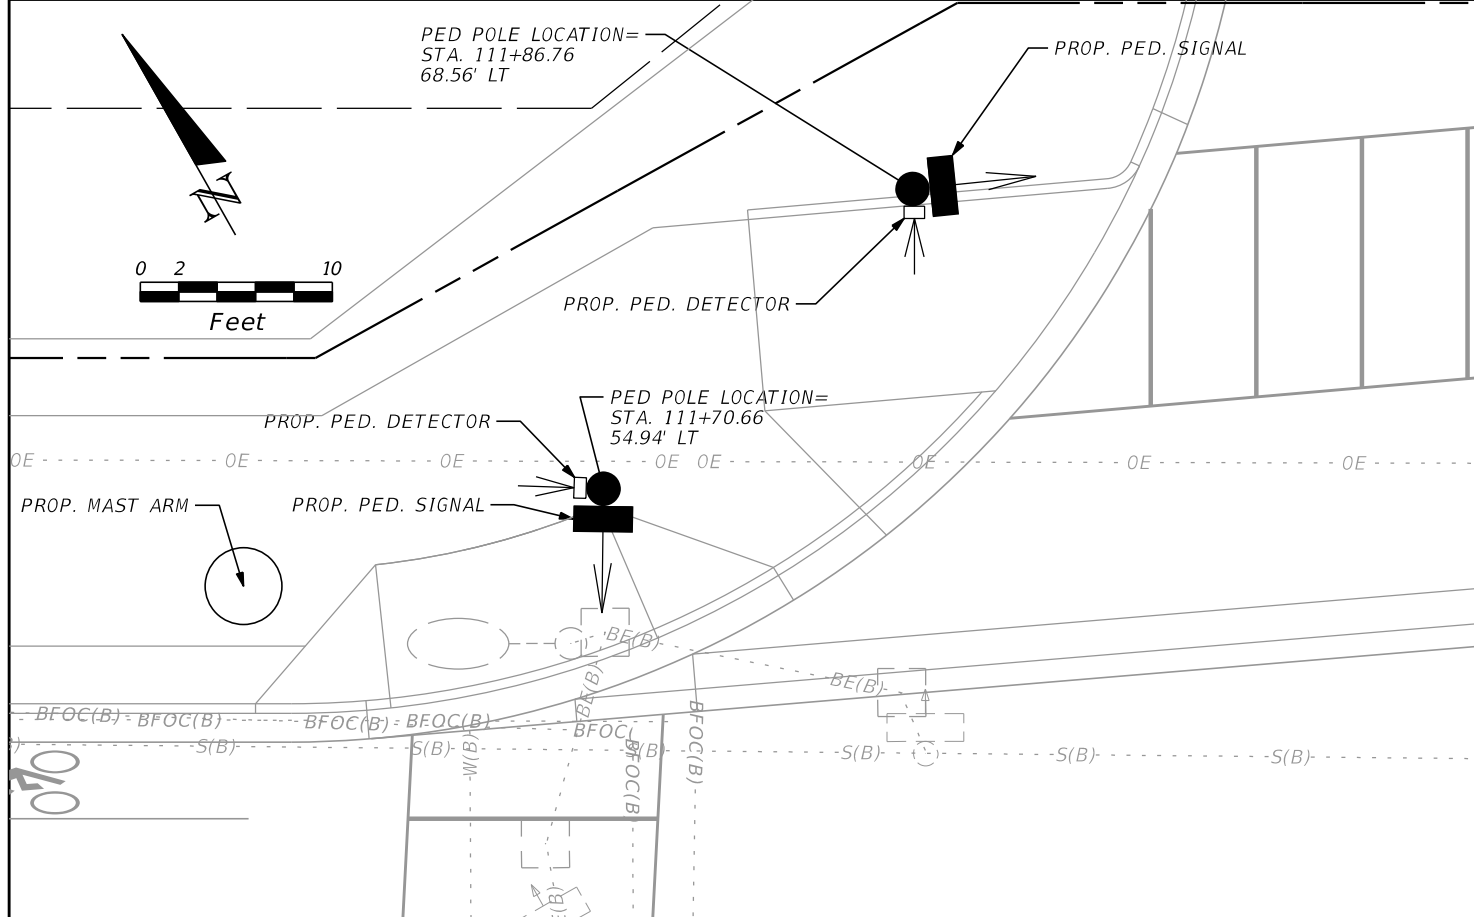 PED POLE LOCATION=
STA. 111+86.76
68.56' LT
PROP. PED. SIGNAL
N
0 2 10
Feet
PROP. PED. DETECTOR
PED POLE LOCATION=
STA. 111+70.66
54.94' LT
PROP. PED. DETECTOR
OE OE OE OE OE OE OE OE
PROP. MAST ARM
PROP. PED. SIGNAL
BE(B)
BE(B)
BE(B)
BFOC(B) BFOC(B) BFOC(B) BFOC(B)
BFOC(
BFOC(B)
S(B) S(B) S(B) S(B) S(B)
W(B)
BFOC(B)